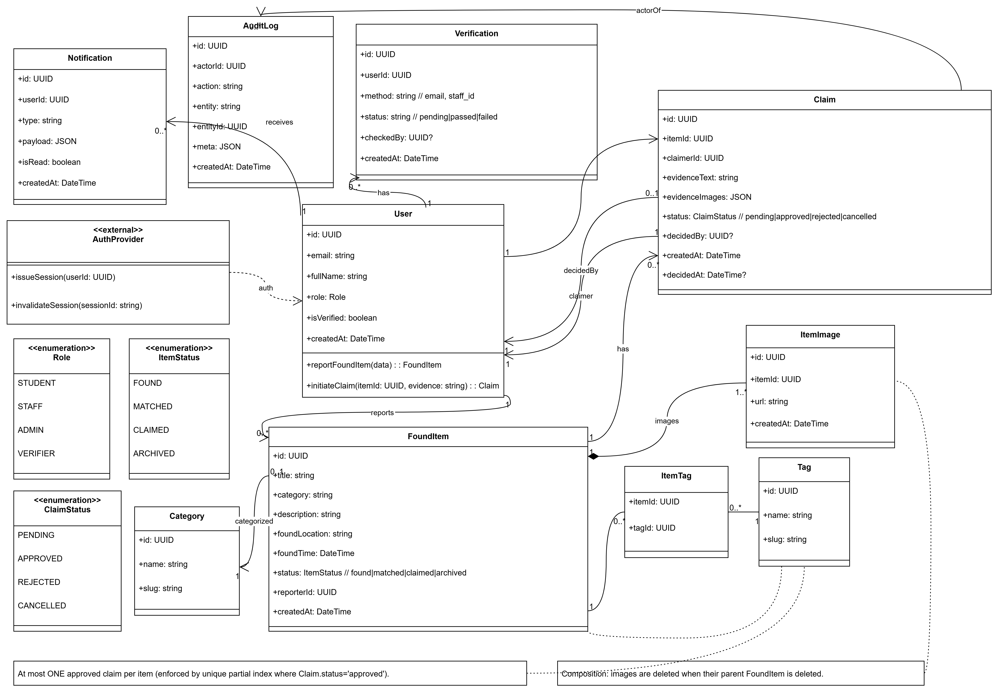 actorOf
AuditLog
0..*
+id: UUID
+actorId: UUID
+action: string
+entity: string
+entityId: UUID
+meta: JSON
+createdAt: DateTime
Verification
+id: UUID
+userId: UUID
+method: string // email, staff_id
+status: string // pending|passed|failed
+checkedBy: UUID?
+createdAt: DateTime
Notification
+id: UUID
+userId: UUID
+type: string
+payload: JSON
+isRead: boolean
+createdAt: DateTime
0..*
receives
1
0..*
has
1
Claim
+id: UUID
+itemId: UUID
+claimerId: UUID
+evidenceText: string
+evidenceImages: JSON
+status: ClaimStatus // pending|approved|rejected|cancelled
+decidedBy: UUID?
+createdAt: DateTime
+decidedAt: DateTime?
0..1
1
0..*
User
+id: UUID
+email: string
+fullName: string
+role: Role
+isVerified: boolean
+createdAt: DateTime
+reportFoundItem(data) : : FoundItem
+initiateClaim(itemId: UUID, evidence: string) : : Claim
1
decidedBy
claimer
1
1
1
<<external>>
AuthProvider
+issueSession(userId: UUID)
+invalidateSession(sessionId: string)
auth
<<enumeration>>
Role
STUDENT
STAFF
ADMIN
VERIFIER
<<enumeration>>
ItemStatus
FOUND
MATCHED
CLAIMED
ARCHIVED
has
ItemImage
+id: UUID
+itemId: UUID
+url: string
+createdAt: DateTime
1..*
images
reports
0..*
FoundItem
+id: UUID
+title: string
+category: string
+description: string
+foundLocation: string
+foundTime: DateTime
+status: ItemStatus // found|matched|claimed|archived
+reporterId: UUID
+createdAt: DateTime
1
1
1
0..1
categorized
1
<<enumeration>>
ClaimStatus
PENDING
APPROVED
REJECTED
CANCELLED
Category
+id: UUID
+name: string
+slug: string
ItemTag
+itemId: UUID
+tagId: UUID
0..*
0..*
1
Tag
+id: UUID
+name: string
+slug: string
At most ONE approved claim per item (enforced by unique partial index where Claim.status='approved').
Composition: images are deleted when their parent FoundItem is deleted.